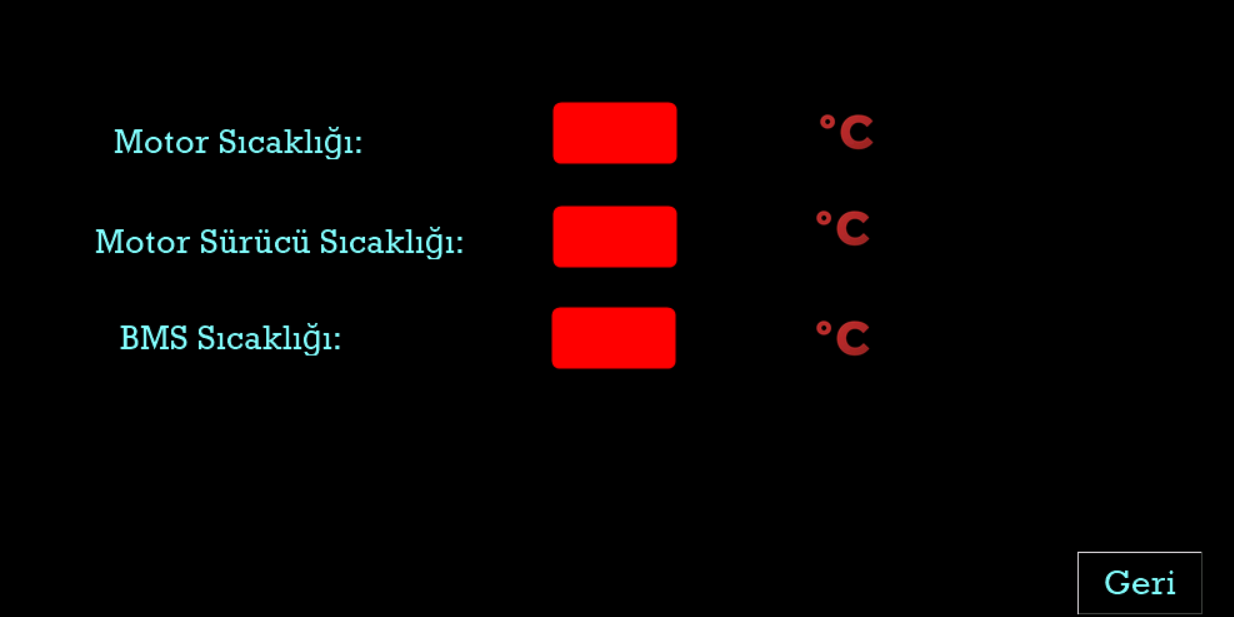 Motor Sıcaklığı: °C
Motor Sürücü Sıcaklığı: °C
BMS Sıcaklığı: °C
Geri